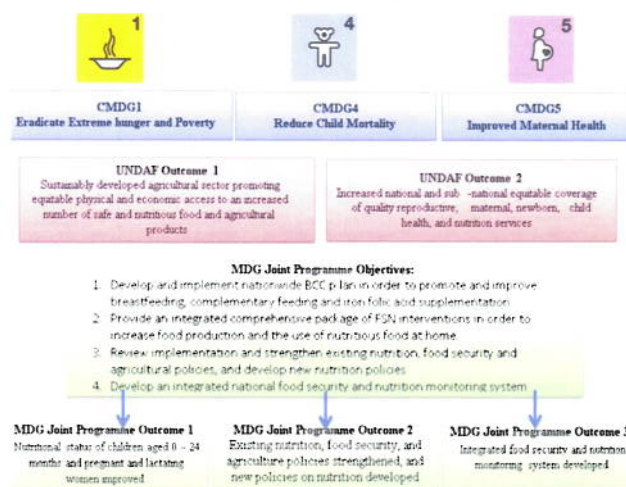 1
4
5
CMDG1
Eradicate Extreme hunger and Poverty
CMDG4
Reduce Child Mortality
CMDG5
Improved Maternal Health
UNDAF Outcome 1
Sustainably developed agricultural sector promoting
equitable physical and economic access to an increased
number of safe and nutritious food and agricultural
products
UNDAF Outcome 2
Increased national and sub -national equitable coverage
of quality reproductive, maternal, newborn, child
health, and nutrition services
MDG Joint Programme Objectives:
1. Develop and implement nationwide BCC plan in order to promote and improve
breastfeeding, complementary feeding and iron folic acid supplementation
2. Provide an integrated comprehensive package of FSN interventions in order to
increase food production and the use of nutritious food at home
3. Review implementation and strengthen existing nutrition, food security and
agricultural policies, and develop new nutrition policies
4. Develop an integrated national food security and nutrition monitoring system
MDG Joint Programme Outcome 1
Nutritional status of children aged 0 – 24
months and pregnant and lactating
women improved
MDG Joint Programme Outcome 2
Existing nutrition, food security, and
agriculture policies strengthened, and
new policies on nutrition developed
MDG Joint Programme Outcome 3
Integrated food security and nutrition
monitoring system developed